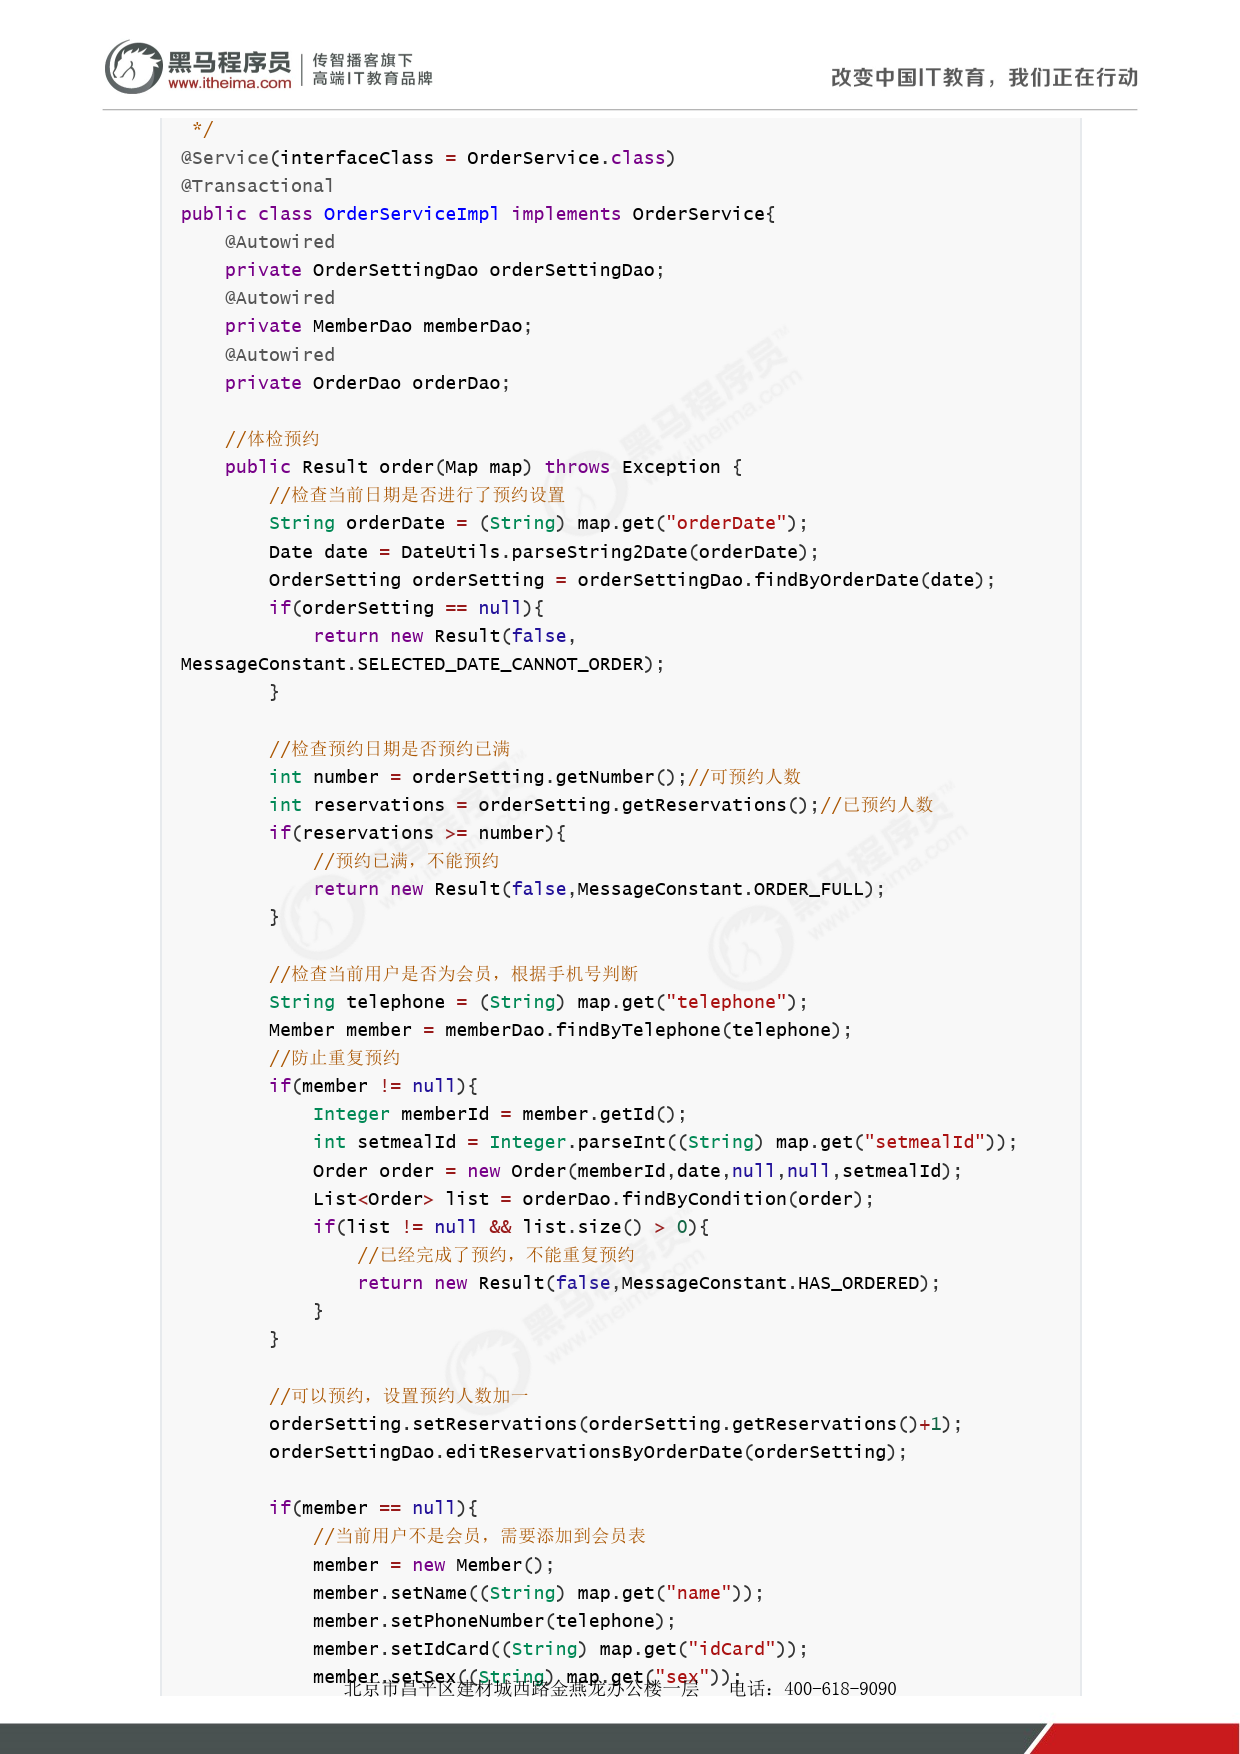 黑马程序员
www.itheima.com
传智播客旗下
高端IT教育品牌
改变中国IT教育，我们正在行动
 */
@Service(interfaceClass = OrderService.class)
@Transactional
public class OrderServiceImpl implements OrderService{
    @Autowired
    private OrderSettingDao orderSettingDao;
    @Autowired
    private MemberDao memberDao;
    @Autowired
    private OrderDao orderDao;

    //体检预约
    public Result order(Map map) throws Exception {
        //检查当前日期是否进行了预约设置
        String orderDate = (String) map.get("orderDate");
        Date date = DateUtils.parseString2Date(orderDate);
        OrderSetting orderSetting = orderSettingDao.findByOrderDate(date);
        if(orderSetting == null){
            return new Result(false,
MessageConstant.SELECTED_DATE_CANNOT_ORDER);
        }

        //检查预约日期是否预约已满
        int number = orderSetting.getNumber();//可预约人数
        int reservations = orderSetting.getReservations();//已预约人数
        if(reservations >= number){
            //预约已满，不能预约
            return new Result(false,MessageConstant.ORDER_FULL);
        }

        //检查当前用户是否为会员，根据手机号判断
        String telephone = (String) map.get("telephone");
        Member member = memberDao.findByTelephone(telephone);
        //防止重复预约
        if(member != null){
            Integer memberId = member.getId();
            int setmealId = Integer.parseInt((String) map.get("setmealId"));
            Order order = new Order(memberId,date,null,null,setmealId);
            List<Order> list = orderDao.findByCondition(order);
            if(list != null && list.size() > 0){
                //已经完成了预约，不能重复预约
                return new Result(false,MessageConstant.HAS_ORDERED);
            }
        }

        //可以预约，设置预约人数加一
        orderSetting.setReservations(orderSetting.getReservations()+1);
        orderSettingDao.editReservationsByOrderDate(orderSetting);

        if(member == null){
            //当前用户不是会员，需要添加到会员表
            member = new Member();
            member.setName((String) map.get("name"));
            member.setPhoneNumber(telephone);
            member.setIdCard((String) map.get("idCard"));
            member.setSex((String) map.get("sex"));
北京市昌平区建材城西路金燕龙办公楼一层 电话：400-618-9090